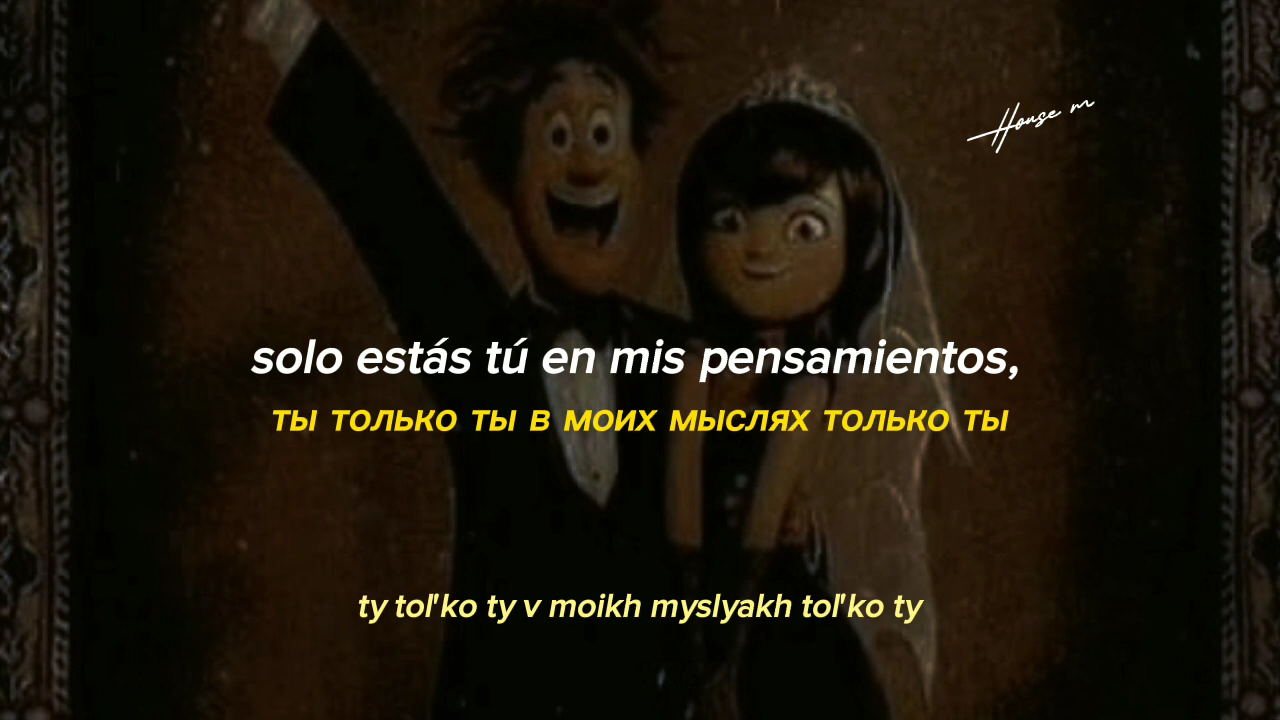 House m
solo estás tú en mis pensamientos,
ты только ты в моих мыслях только ты
ty tol'ko ty v moikh myslyakh tol'ko ty